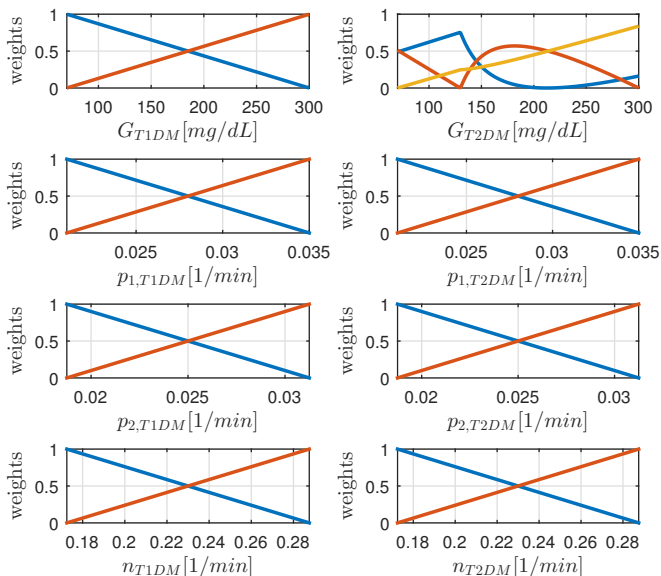 weights
1
0.5
0
100 150 200 250 300
G_{T1DM}[mg/dL]
weights
1
0.5
0
100 150 200 250 300
G_{T2DM}[mg/dL]
weights
1
0.5
0
0.025 0.03 0.035
p_{1,T1DM}[1/min]
weights
1
0.5
0
0.025 0.03 0.035
p_{1,T2DM}[1/min]
weights
1
0.5
0
0.02 0.025 0.03
p_{2,T1DM}[1/min]
weights
1
0.5
0
0.02 0.025 0.03
p_{2,T2DM}[1/min]
weights
1
0.5
0
0.18 0.2 0.22 0.24 0.26 0.28
n_{T1DM}[1/min]
weights
1
0.5
0
0.18 0.2 0.22 0.24 0.26 0.28
n_{T2DM}[1/min]